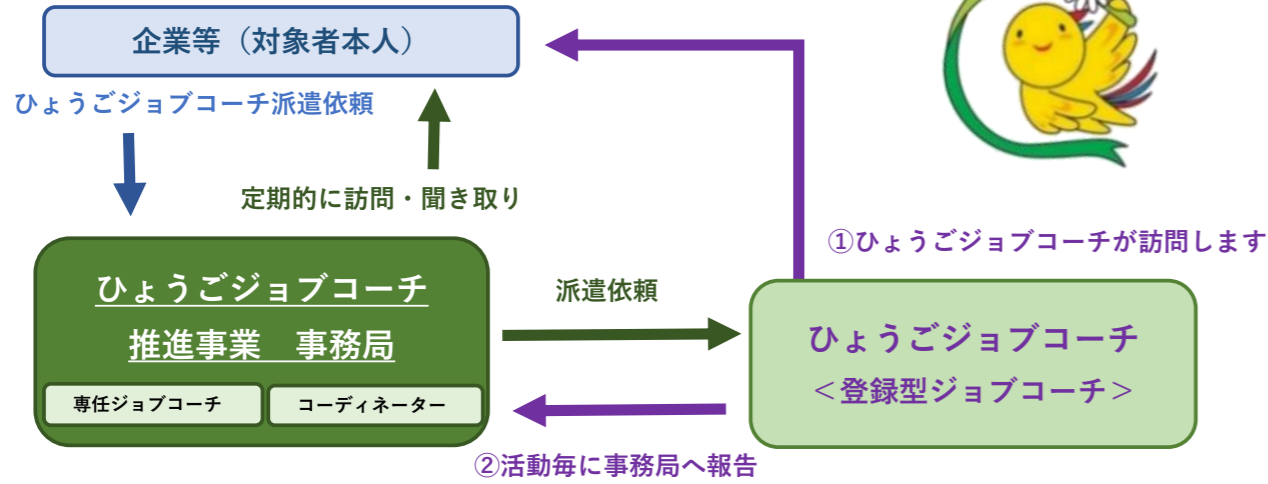 企業等（対象者本人）
ひょうごジョブコーチ派遣依頼
定期的に訪問・聞き取り
①ひょうごジョブコーチが訪問します
ひょうごジョブコーチ
推進事業　事務局
専任ジョブコーチ
コーディネーター
派遣依頼
ひょうごジョブコーチ
＜登録型ジョブコーチ＞
②活動毎に事務局へ報告